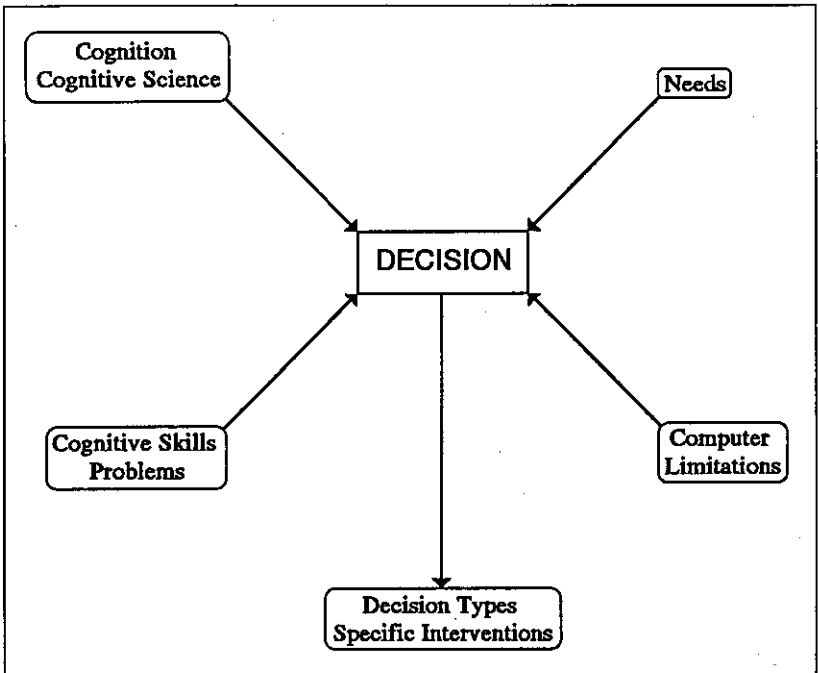 Cognition
Cognitive Science
Needs
DECISION
Cognitive Skills
Problems
Computer
Limitations
Decision Types
Specific Interventions